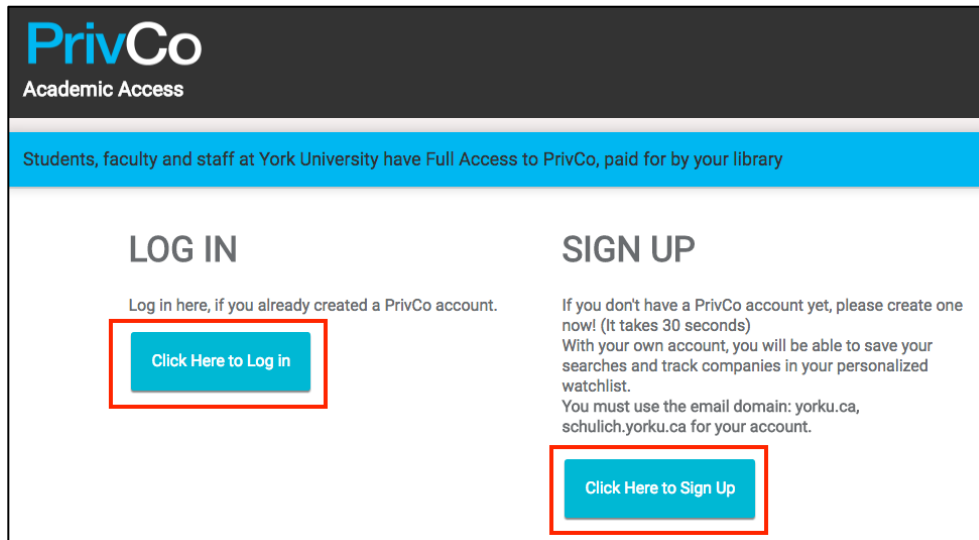 PrivCo
Academic Access
Students, faculty and staff at York University have Full Access to PrivCo, paid for by your library
LOG IN
Log in here, if you already created a PrivCo account.
Click Here to Log in
SIGN UP
If you don't have a PrivCo account yet, please create one
now! (It takes 30 seconds)
With your own account, you will be able to save your
searches and track companies in your personalized
watchlist.
You must use the email domain: yorku.ca,
schulich.yorku.ca for your account.
Click Here to Sign Up